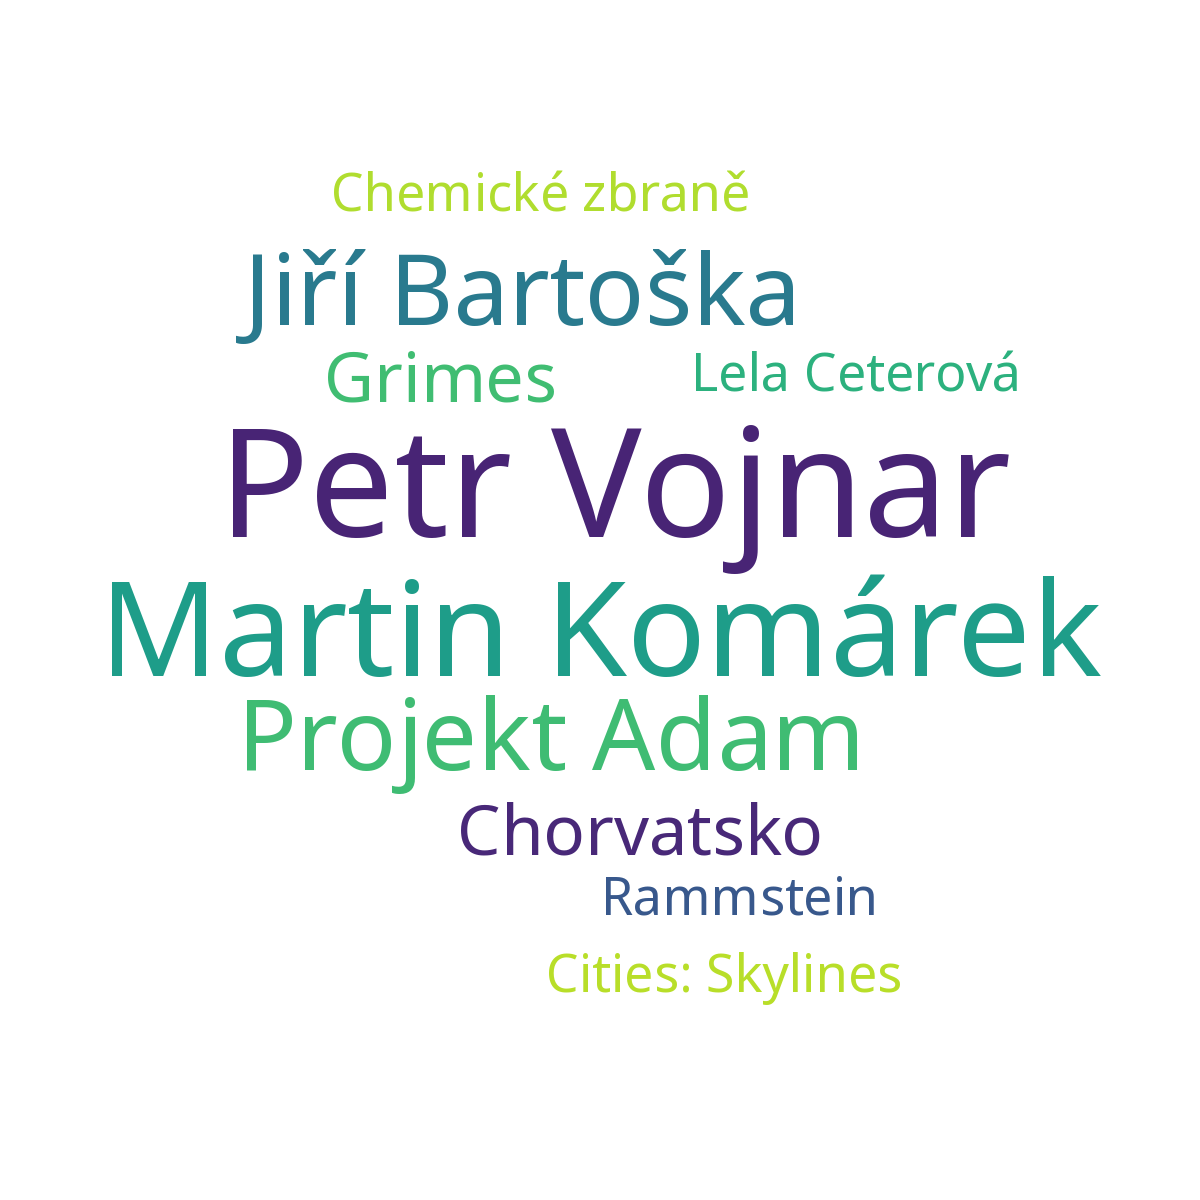 Chemické zbraně
Jiří Bartoška
Grimes
Lela Ceterová
Petr Vojnar
Martin Komárek
Projekt Adam
Chorvatsko
Rammstein
Cities: Skylines